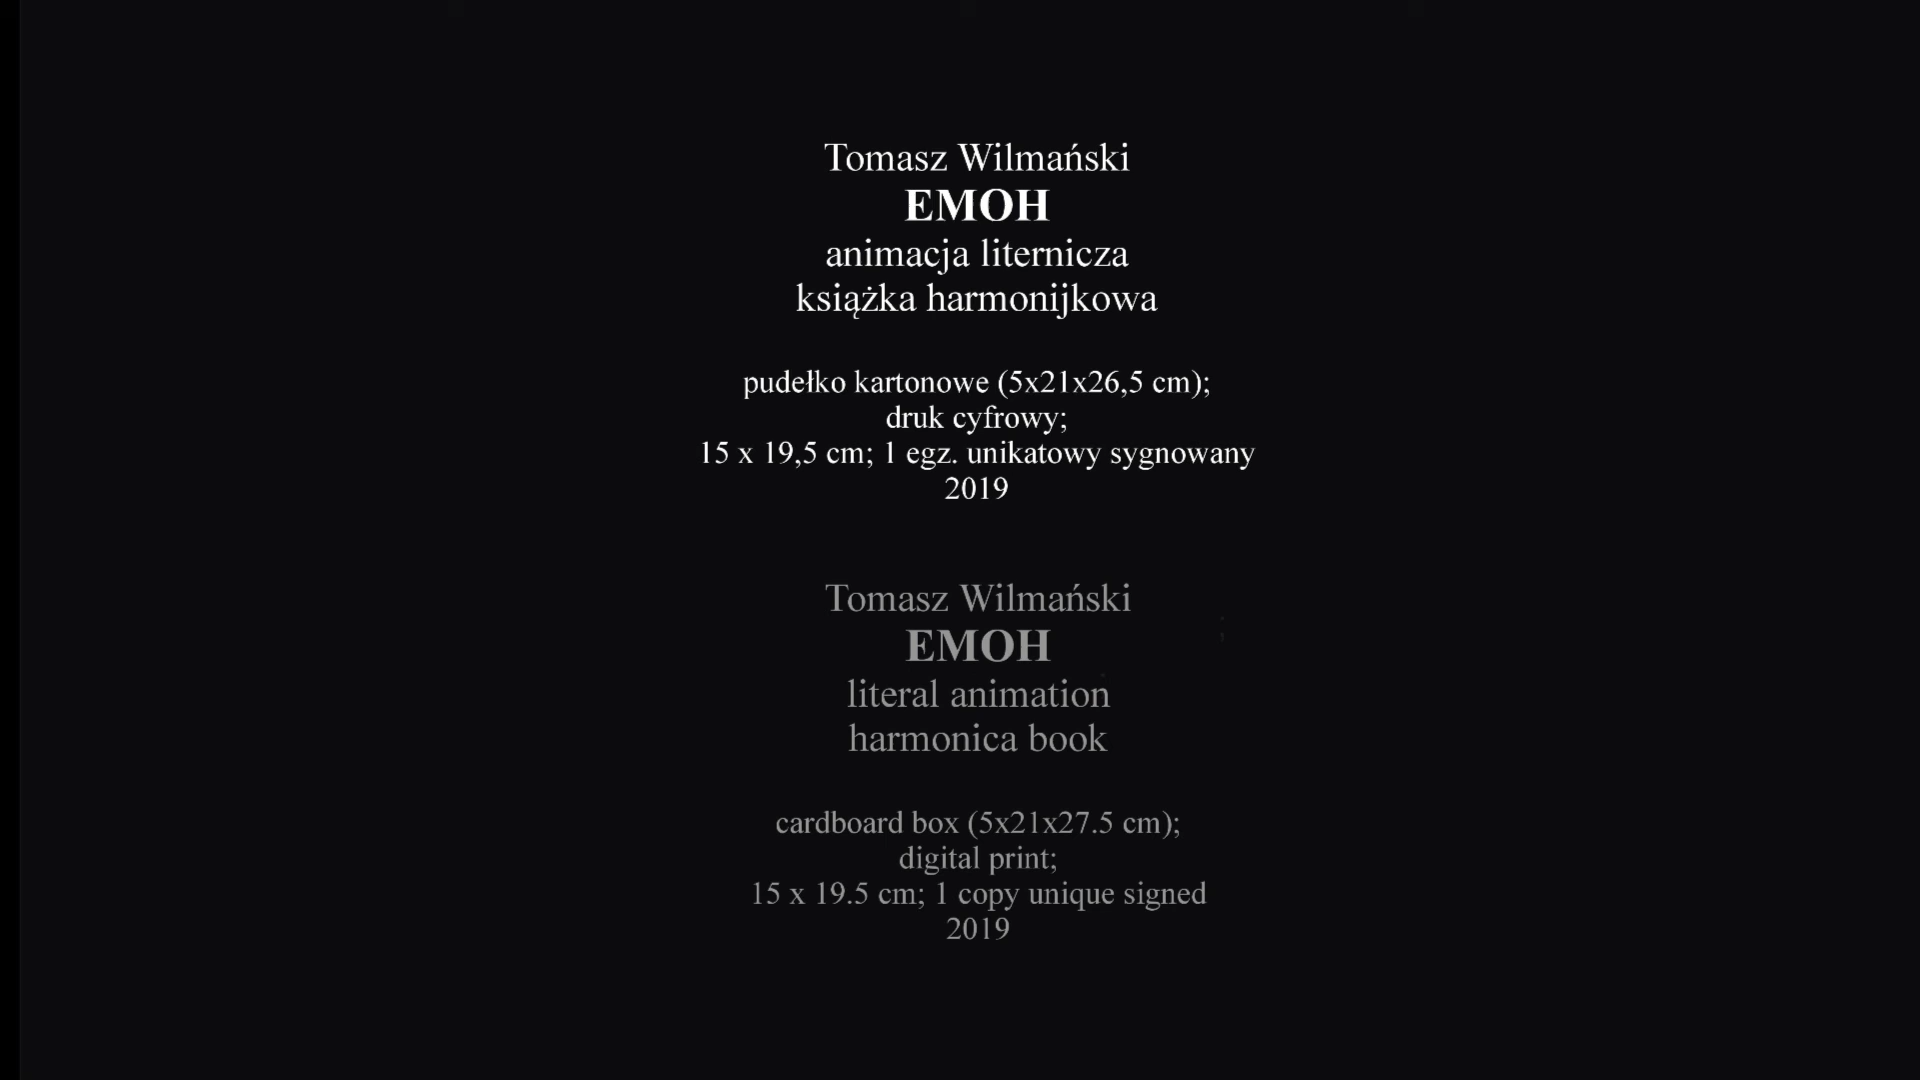 Tomasz Wilmański
EMOH
animacja liternicza
książka harmonijkowa
pudełko kartonowe (5x21x26,5 cm);
druk cyfrowy;
15 x 19,5 cm; 1 egz. unikatowy sygnowany
2019
Tomasz Wilmański
EMOH
literal animation
harmonica book
cardboard box (5x21x27.5 cm);
digital print;
15 x 19.5 cm; 1 copy unique signed
2019